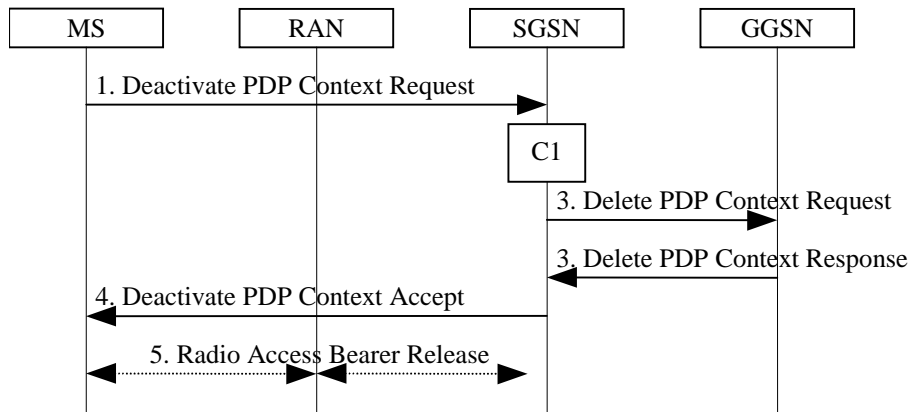 MS
RAN
SGSN
GGSN
1. Deactivate PDP Context Request
C1
3. Delete PDP Context Request
3. Delete PDP Context Response
4. Deactivate PDP Context Accept
5. Radio Access Bearer Release